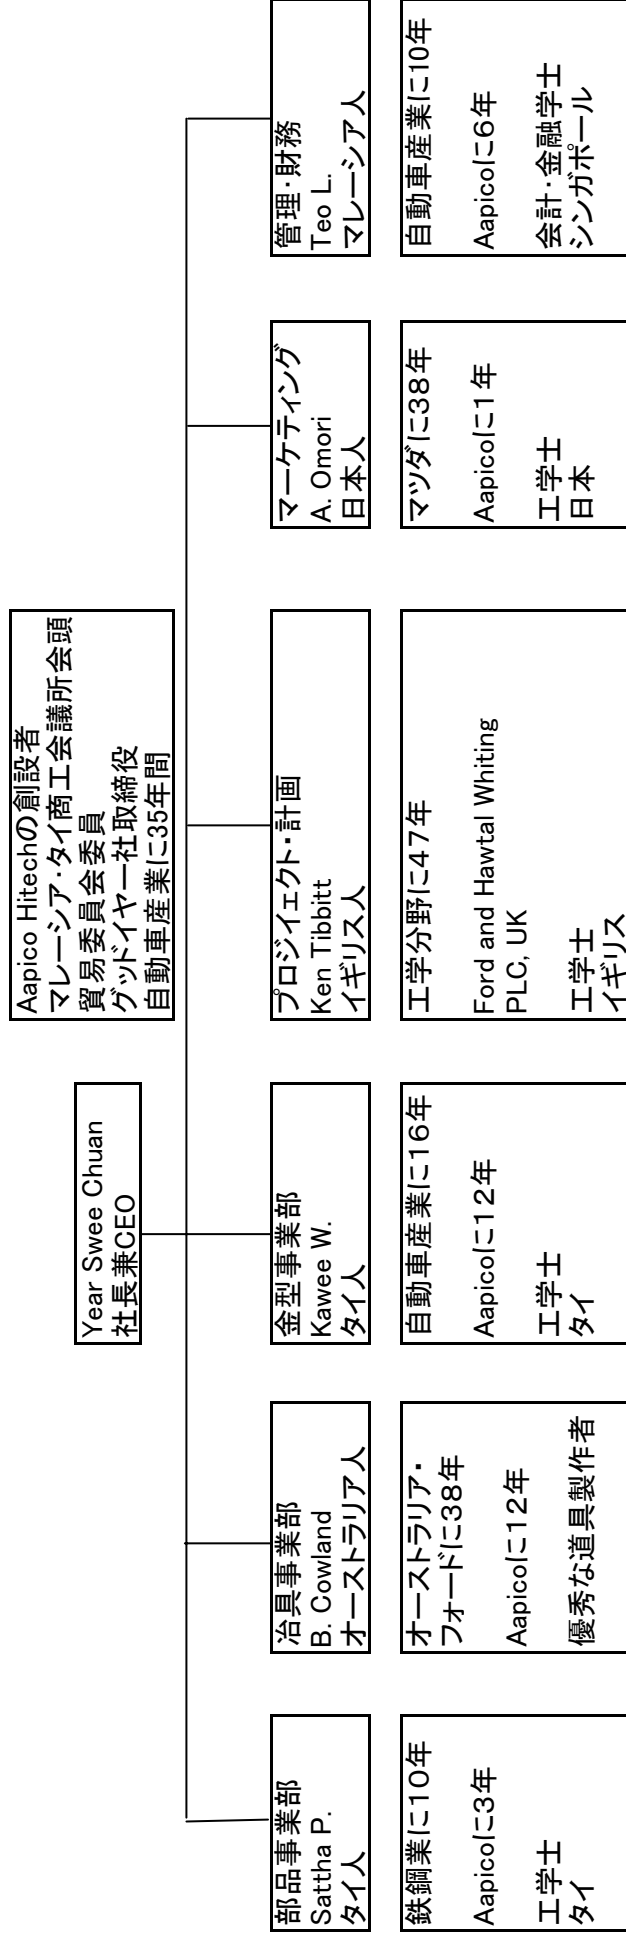 Year Swee Chuan
社長兼CEO
Aapico Hitechの創設者
マレーシア・タイ商工会議所会頭
貿易委員会委員
グッドイヤー社取締役
自動車産業に35年間
部品事業部
Sattha P.
タイ人
冶具事業部
B. Cowland
オーストラリア人
金型事業部
Kawee W.
タイ人
プロジイェクト・計画
Ken Tibbitt
イギリス人
マーケティング
A. Omori
日本人
管理・財務
Teo L.
マレーシア人
鉄鋼業に10年
Aapicoに3年
工学士
タイ
オーストラリア・
フォードに38年
Aapicoに12年
優秀な道具製作者
自動車産業に16年
Aapicoに12年
工学士
タイ
工学分野に47年
Ford and Hawtal Whiting
PLC, UK
工学士
イギリス
マツダに38年
Aapicoに1年
工学士
日本
自動車産業に10年
Aapicoに6年
会計・金融学士
シンガポール